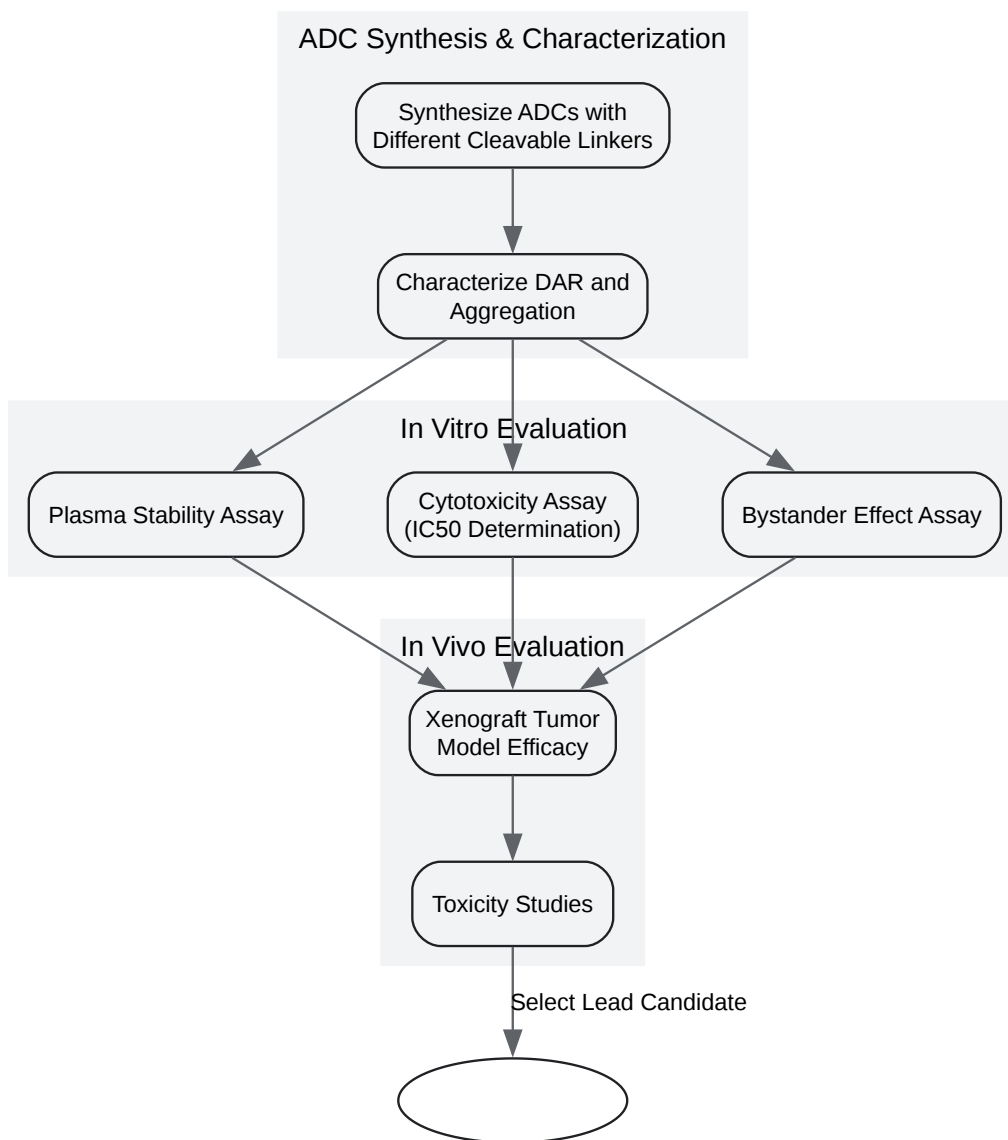 ADC Synthesis & Characterization
Synthesize ADCs with
Different Cleavable Linkers
Characterize DAR and
Aggregation
In Vitro Evaluation
Plasma Stability Assay
Cytotoxicity Assay
(IC50 Determination)
Bystander Effect Assay
In Vivo Evaluation
Xenograft Tumor
Model Efficacy
Toxicity Studies
Select Lead Candidate